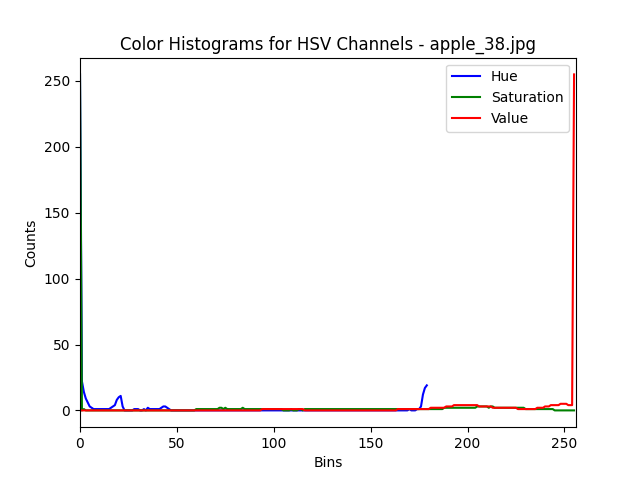 Color Histograms for HSV Channels - apple_38.jpg
Hue
Saturation
Value
Counts
250
200
150
100
50
0
0 50 100 150 200 250
Bins